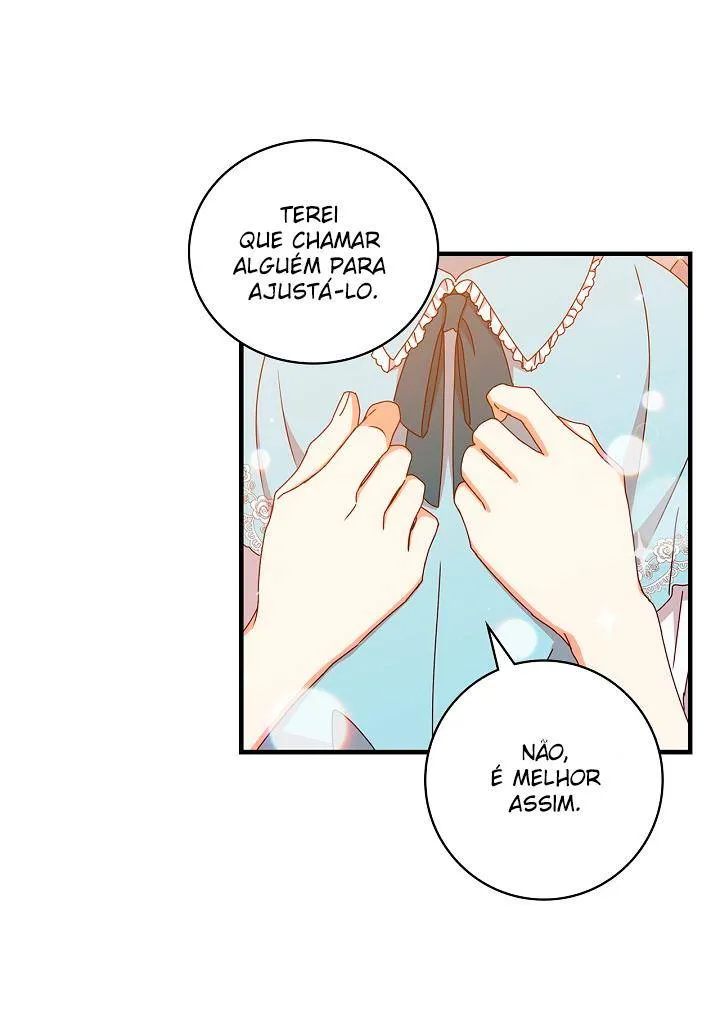 TEREI
QUE CHAMAR
ALGUÉM PARA
AJUSTÁ-LO.
NÃO,
É MELHOR
ASSIM.